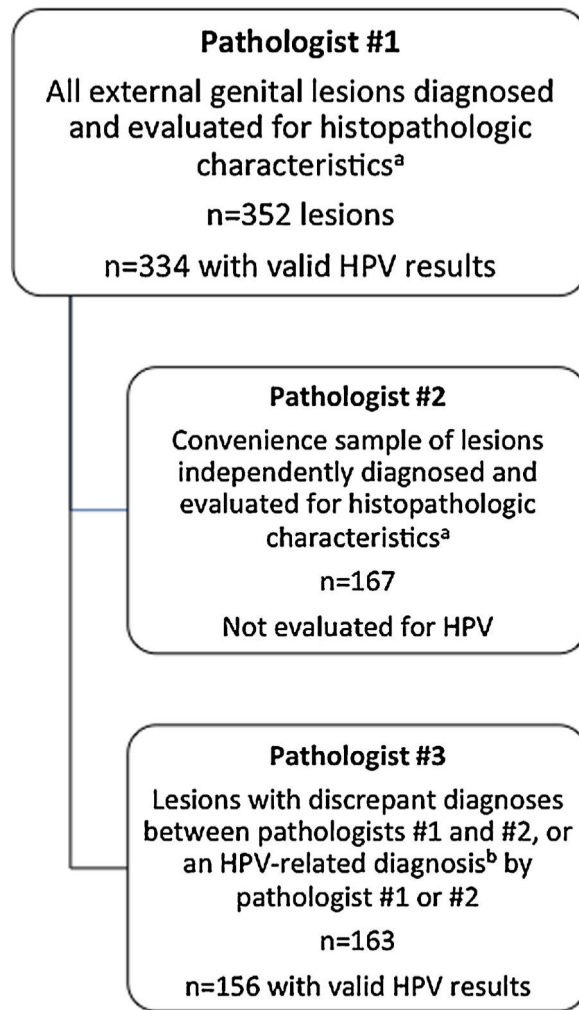 Pathologist #1
All external genital lesions diagnosed
and evaluated for histopathologic
characteristicsᵃ
n=352 lesions
n=334 with valid HPV results
Pathologist #2
Convenience sample of lesions
independently diagnosed and
evaluated for histopathologic
characteristicsᵃ
n=167
Not evaluated for HPV
Pathologist #3
Lesions with discrepant diagnoses
between pathologists #1 and #2, or
an HPV-related diagnosisᵇ by
pathologist #1 or #2
n=163
n=156 with valid HPV results